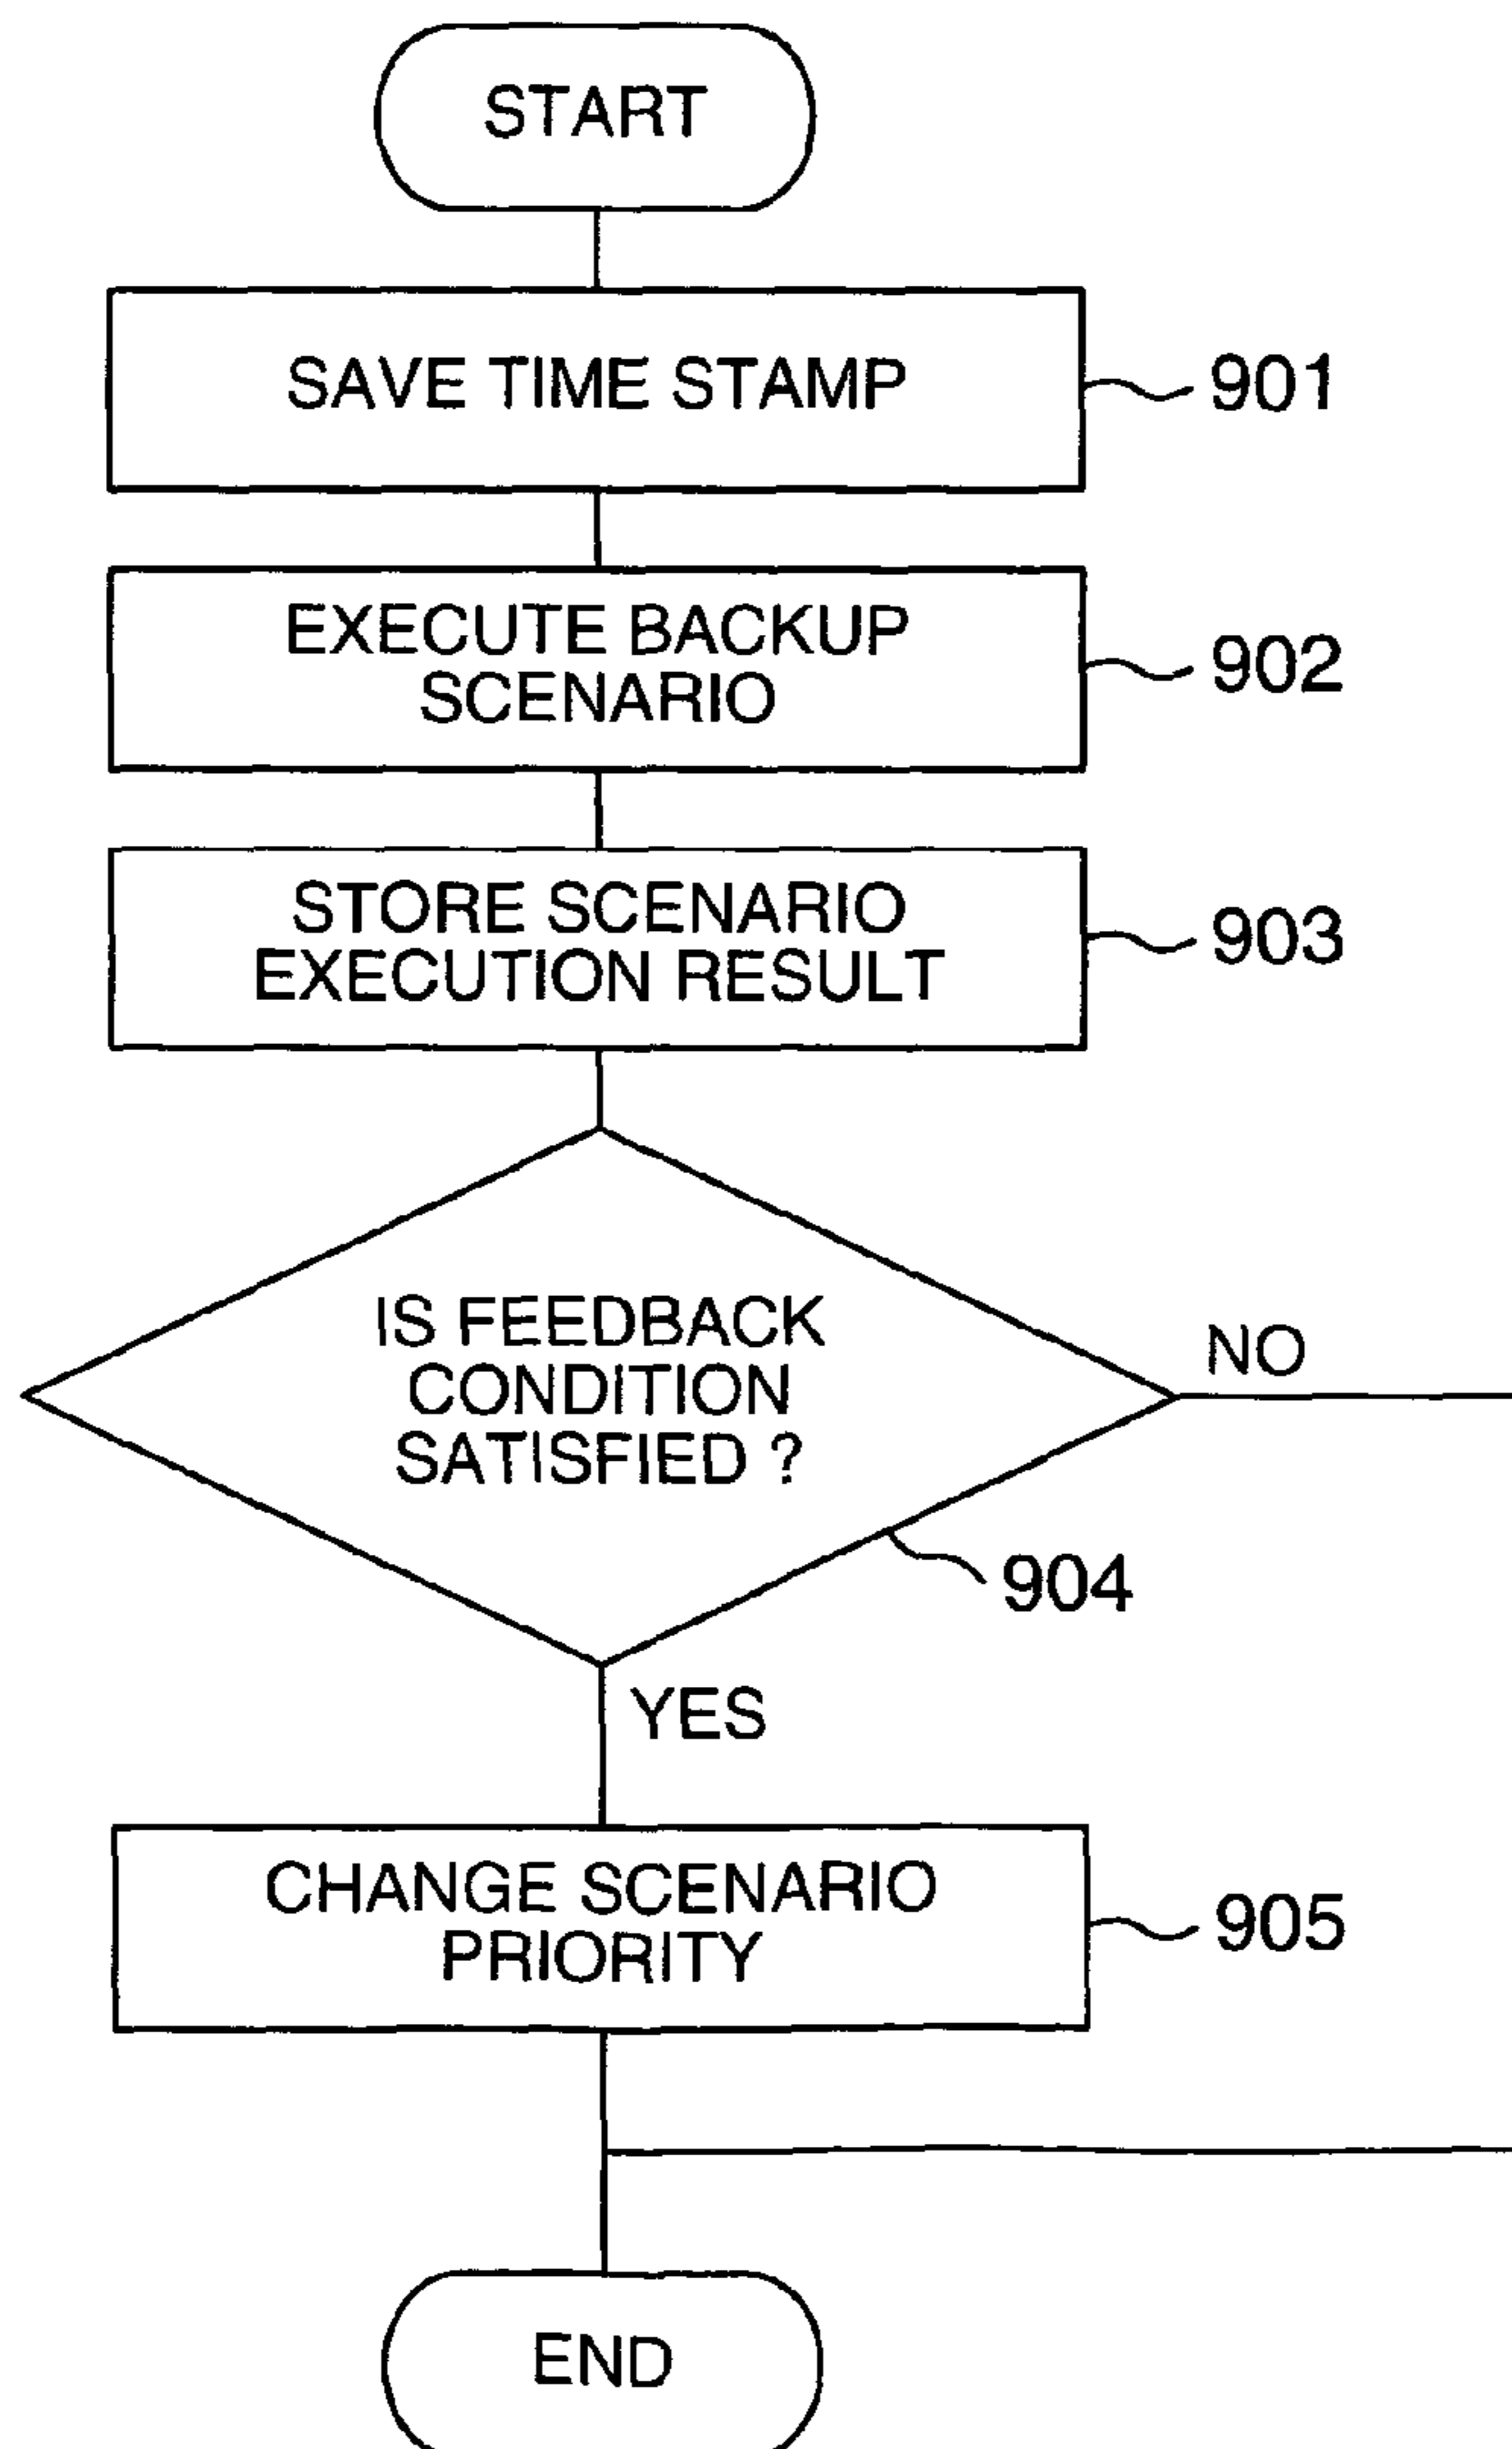 START
SAVE TIME STAMP
901
EXECUTE BACKUP
SCENARIO
902
STORE SCENARIO
EXECUTION RESULT
903
IS FEEDBACK
CONDITION
SATISFIED ?
NO
904
YES
CHANGE SCENARIO
PRIORITY
905
END